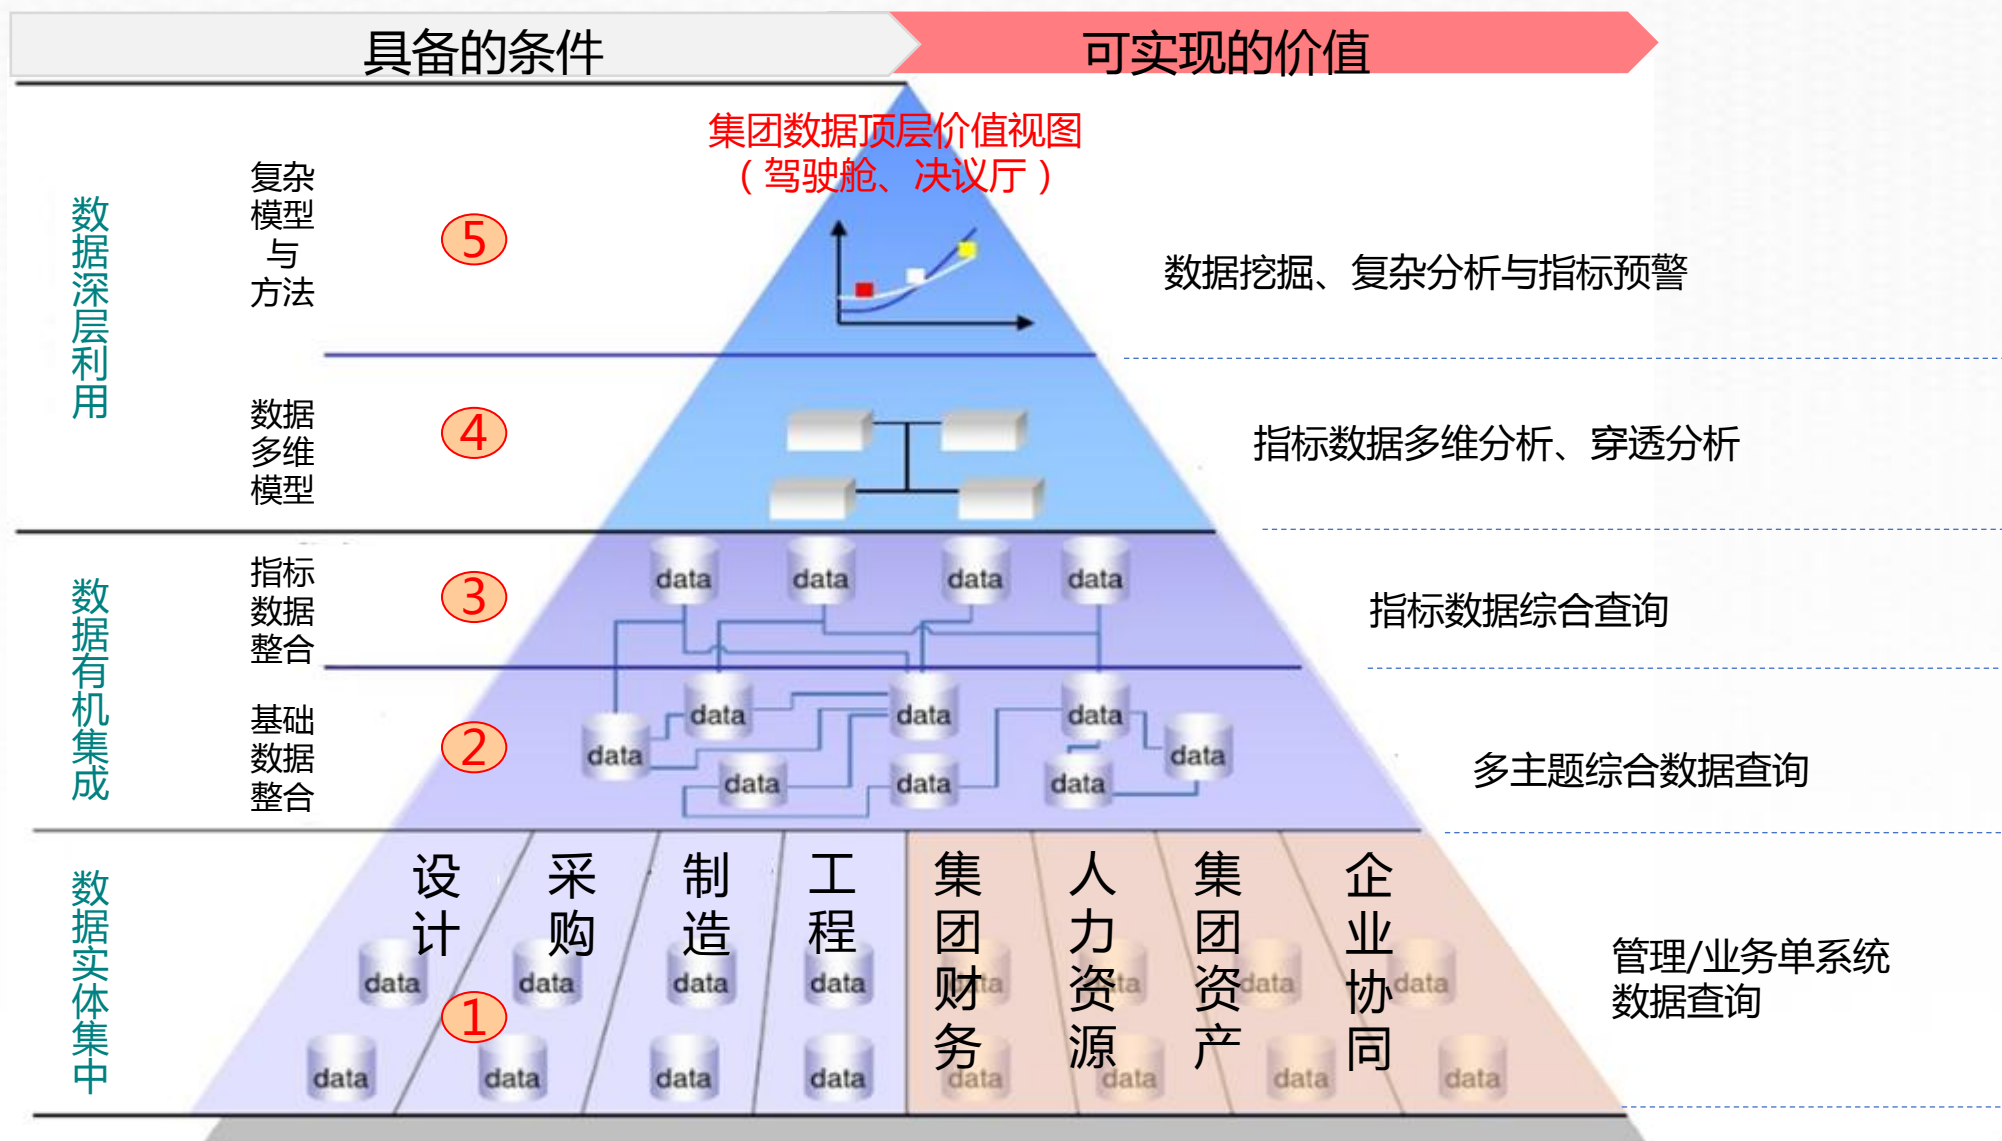 具备的条件
可实现的价值
集团数据顶层价值视图
（驾驶舱、决议厅）
数据深层利用
复杂
模型
与
方法
5
数据挖掘、复杂分析与指标预警
数据
多维
模型
4
指标数据多维分析、穿透分析
数据有机集成
指标
数据
整合
3
data data data data
指标数据综合查询
基础
数据
整合
2
data data data
data data
data data data
多主题综合数据查询
数据实体集中
设计
采购
制造
工程
集团财务
人力资源
集团资产
企业协同
1
data data data data data data data data
data data data data data data data data
管理/业务单系统
数据查询